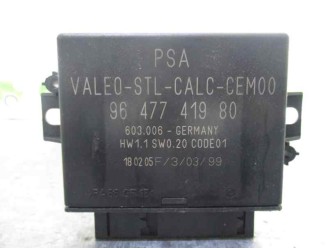 PSA
VALEO-STL-CALC-CEM00
96 477 419 80
603.006 - GERMANY
HW1.1 SW0.20 CODE01
18 02 05 F/3/03/99